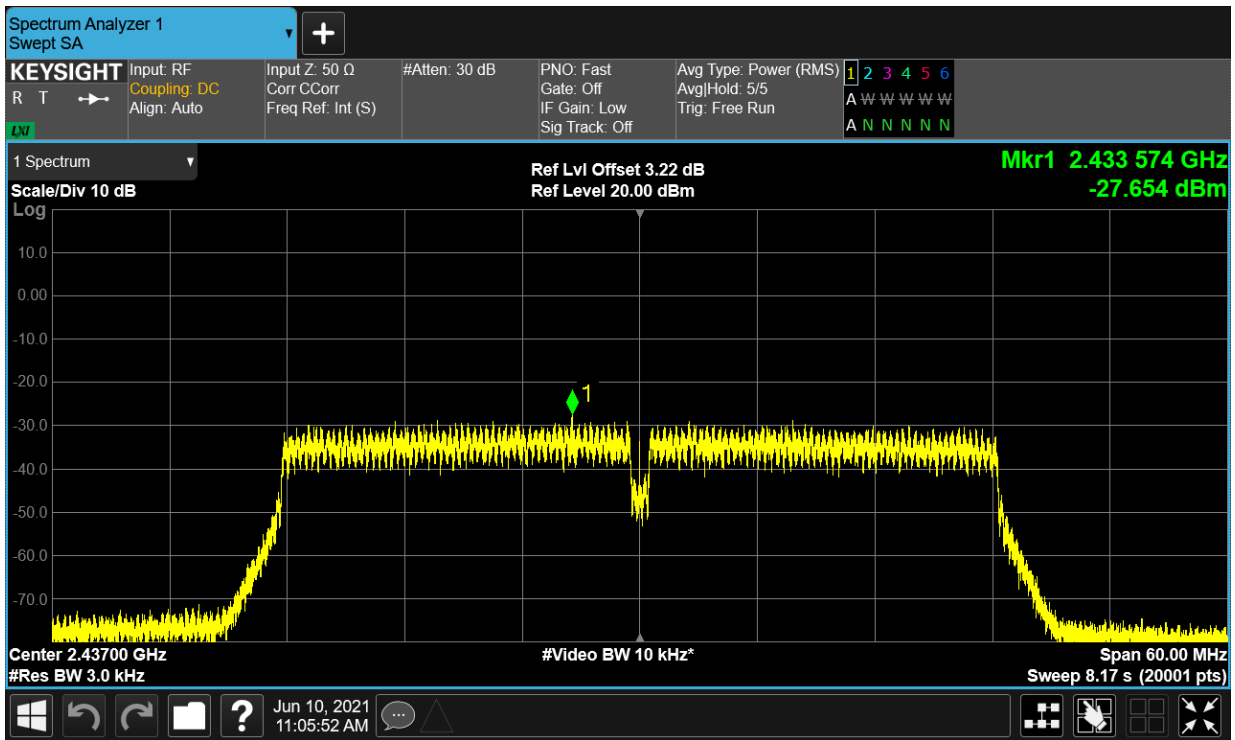 Spectrum Analyzer 1
Swept SA
+
KEYSIGHT Input: RF Input Z: 50 Ω #Atten: 30 dB PNO: Fast Avg Type: Power (RMS) 1 2 3 4 5 6
R T Coupling: DC Corr CCorr Gate: Off Avg|Hold: 5/5 A W W W W W
Align: Auto Freq Ref: Int (S) IF Gain: Low Trig: Free Run
LXI Sig Track: Off A N N N N N
1 Spectrum
Ref Lvl Offset 3.22 dB Mkr1 2.433 574 GHz
Scale/Div 10 dB Ref Level 20.00 dBm -27.654 dBm
Log
10.0
0.00
-10.0
-20.0
1
-30.0
-40.0
-50.0
-60.0
-70.0
Center 2.43700 GHz #Video BW 10 kHz* Span 60.00 MHz
#Res BW 3.0 kHz Sweep 8.17 s (20001 pts)
? Jun 10, 2021
11:05:52 AM